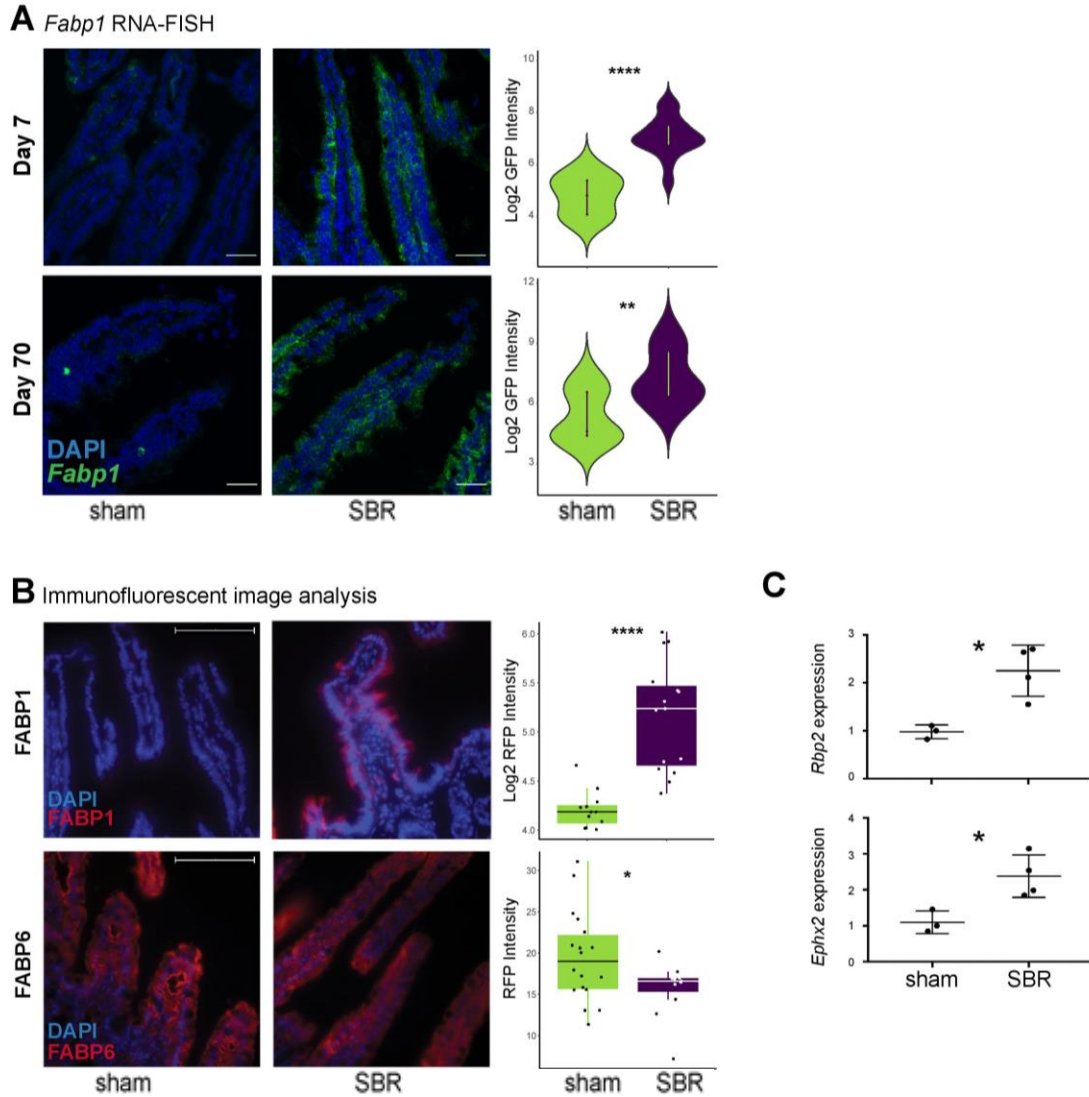 A Fabp1 RNA-FISH
Day 7
Log2 GFP Intensity
10
8
6
4
****
Day 70
DAPI
Fabp1
Log2 GFP Intensity
12
9
6
3
**
sham
SBR
sham
SBR
B Immunofluorescent image analysis
FABP1
DAPI
FABP1
Log2 RFP Intensity
6.0
5.5
5.0
4.5
4.0
****
FABP6
DAPI
FABP6
RFP Intensity
30
25
20
15
10
*
sham
SBR
sham
SBR
C
Rbp2 expression
3
2
1
0
*
Ephx2 expression
4
3
2
1
0
*
sham
SBR